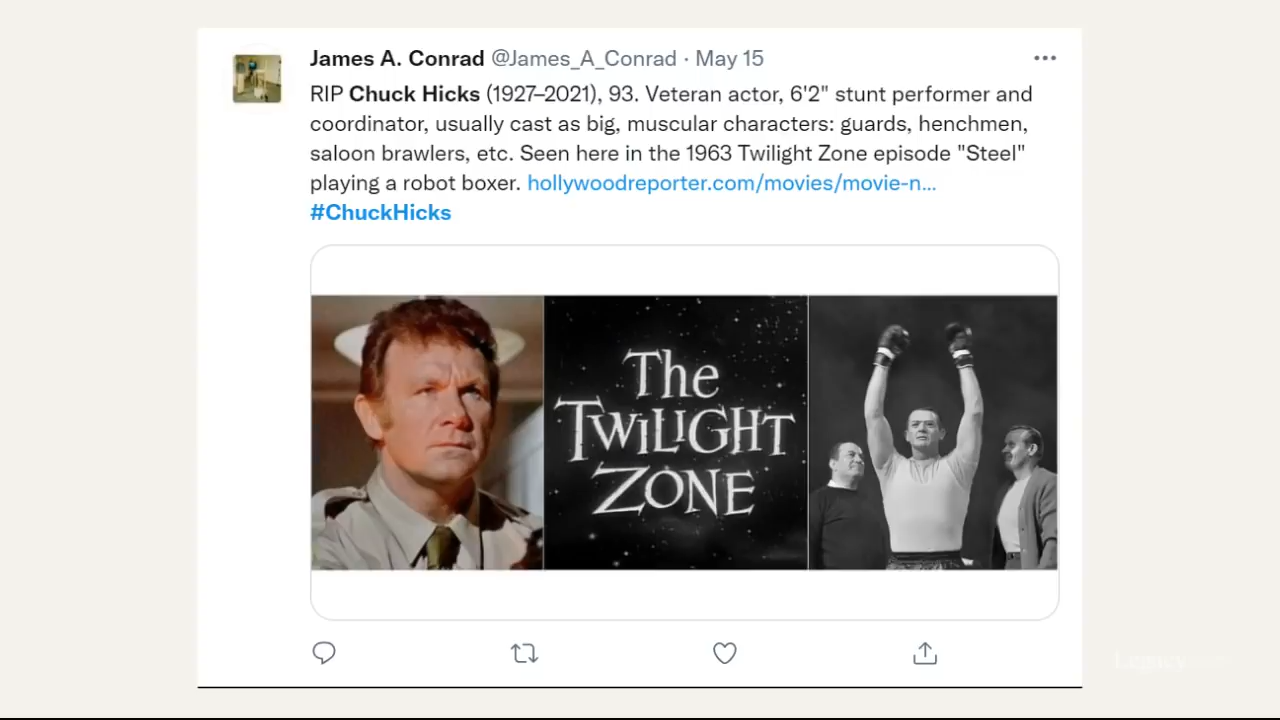 James A. Conrad @James_A_Conrad · May 15
RIP Chuck Hicks (1927–2021), 93. Veteran actor, 6'2" stunt performer and
coordinator, usually cast as big, muscular characters: guards, henchmen,
saloon brawlers, etc. Seen here in the 1963 Twilight Zone episode "Steel"
playing a robot boxer. hollywoodreporter.com/movies/movie-n...
#ChuckHicks
The
TWILIGHT
ZONE
Legacy